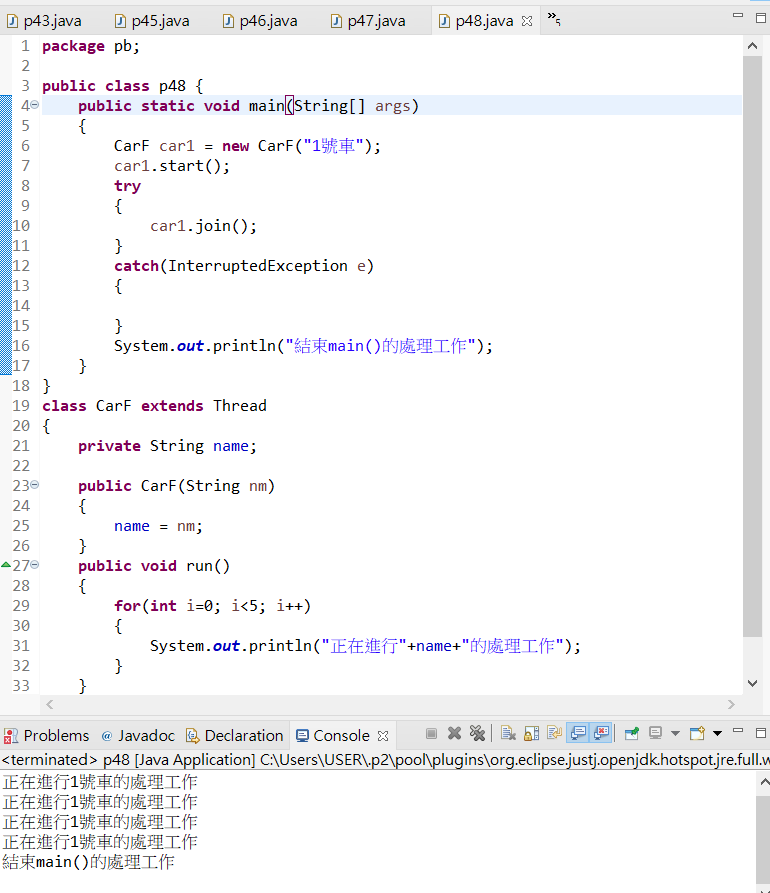 p43.java p45.java p46.java p47.java p48.java »5
1 package pb;
2
3 public class p48 {
4 public static void main(String[] args)
5 {
6 CarF car1 = new CarF("1號車");
7 car1.start();
8 try
9 {
10 car1.join();
11 }
12 catch(InterruptedException e)
13 {
14
15 }
16 System.out.println("結束main()的處理工作");
17 }
18 }
19 class CarF extends Thread
20 {
21 private String name;
22
23 public CarF(String nm)
24 {
25 name = nm;
26 }
27 public void run()
28 {
29 for(int i=0; i<5; i++)
30 {
31 System.out.println("正在進行"+name+"的處理工作");
32 }
33 }
Problems @ Javadoc Declaration Console
<terminated> p48 [Java Application] C:\Users\USER\.p2\pool\plugins\org.eclipse.justj.openjdk.hotspot.jre.full.w
正在進行1號車的處理工作
正在進行1號車的處理工作
正在進行1號車的處理工作
正在進行1號車的處理工作
結束main()的處理工作